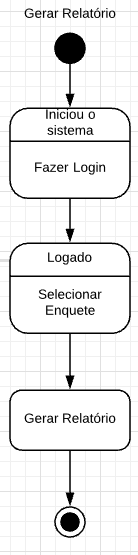 Gerar Relatório
Iniciou o
sistema
Fazer Login
Logado
Selecionar
Enquete
Gerar Relatório